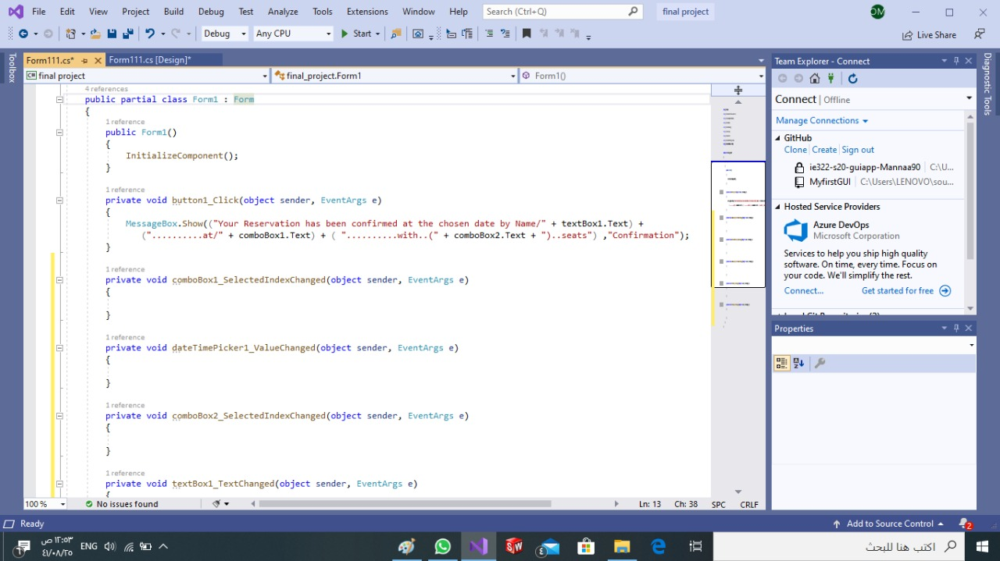 File Edit View Project Build Debug Test Analyze Tools Extensions Window Help Search (Ctrl+Q) final project OM
Debug Any CPU Start Live Share
Toolbox
Form111.cs* Form111.cs [Design]*
final project final_project.Form1 Form1()
4 references
public partial class Form1 : Form
{
1 reference
public Form1()
{
InitializeComponent();
}
1 reference
private void button1_Click(object sender, EventArgs e)
{
MessageBox.Show(("Your Reservation has been confirmed at the chosen date by Name/" + textBox1.Text) +
("..........at/" + comboBox1.Text) + ( "..........with..(" + comboBox2.Text + ")..seats") ,"Confirmation");
}
1 reference
private void comboBox1_SelectedIndexChanged(object sender, EventArgs e)
{
}
1 reference
private void dateTimePicker1_ValueChanged(object sender, EventArgs e)
{
}
1 reference
private void comboBox2_SelectedIndexChanged(object sender, EventArgs e)
{
}
1 reference
private void textBox1_TextChanged(object sender, EventArgs e)
{
100 % No issues found Ln: 13 Ch: 38 SPC CRLF
Team Explorer - Connect
Connect | Offline
Manage Connections
GitHub
Clone Create Sign out
ie322-s20-guiapp-Mannaa90 C:\U...
MyfirstGUI C:\Users\LENOVO\sou...
Hosted Service Providers
Azure DevOps
Microsoft Corporation
Services to help you ship high quality
software. On time, every time. Focus on
your code. We'll simplify the rest.
Connect... Get started for free
Properties
Diagnostic Tools
Ready Add to Source Control 2
1 ١٢:٥٣ ص
٤١/٠٨/٢٥
ENG
٤
اكتب هنا للبحث